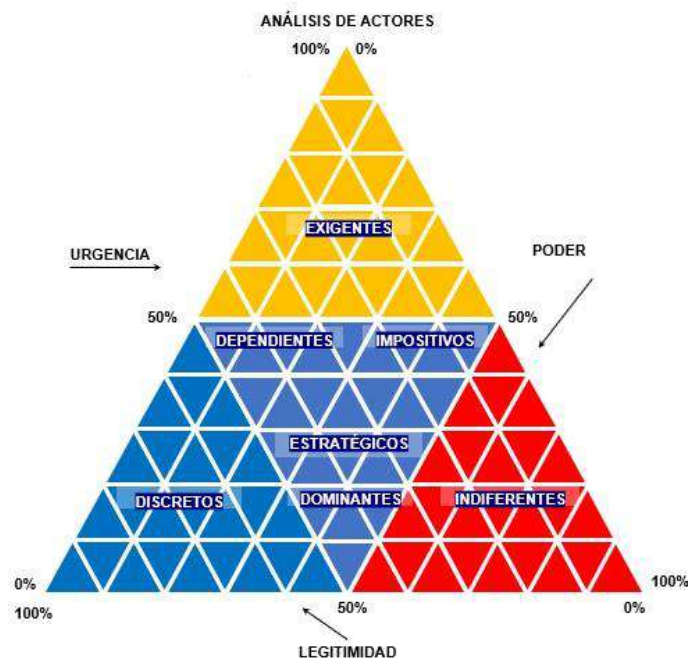 ANÁLISIS DE ACTORES
100% 0%
EXIGENTES
URGENCIA
PODER
50% 50%
DEPENDIENTES IMPOSITIVOS
ESTRATÉGICOS
DISCRETOS DOMINANTES INDIFERENTES
0% 100%
100% 50% 0%
LEGITIMIDAD